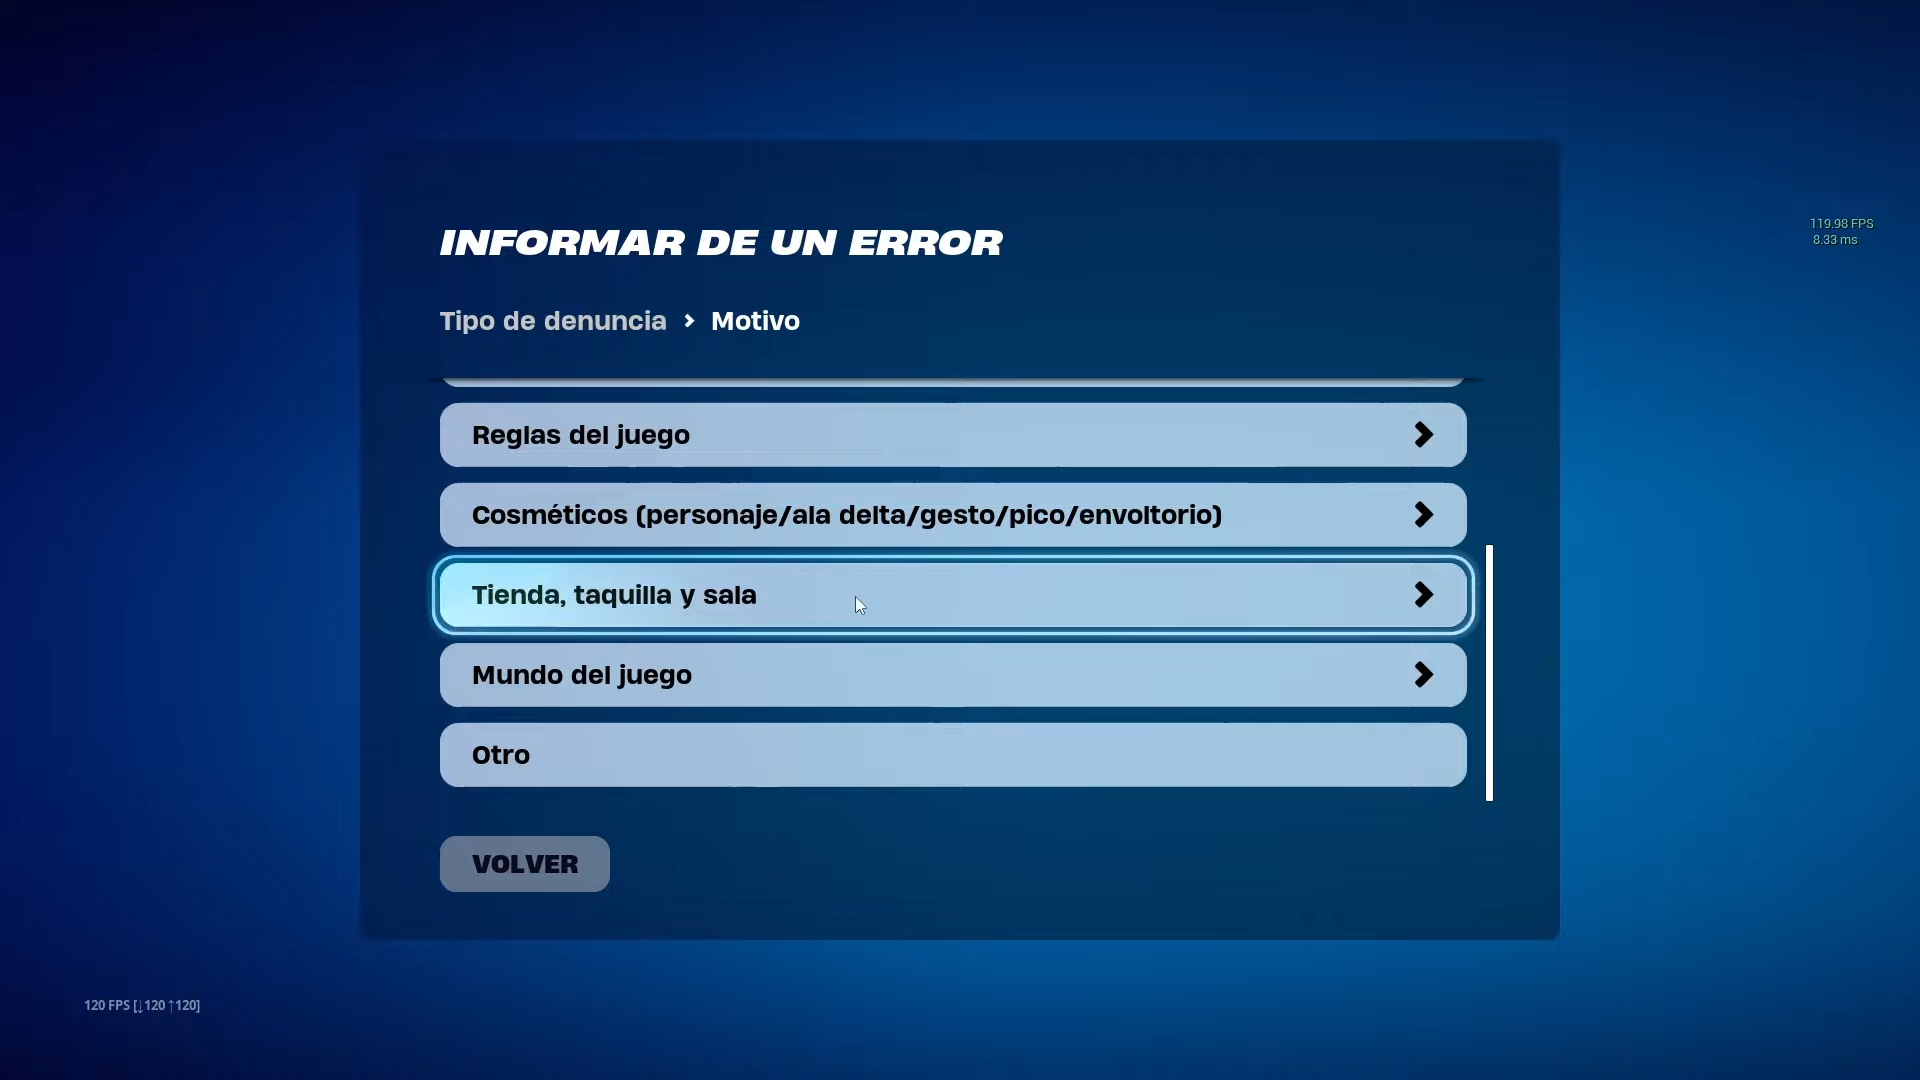 INFORMAR DE UN ERROR
119.98 FPS
8.33 ms
Tipo de denuncia > Motivo
Reglas del juego
Cosméticos (personaje/ala delta/gesto/pico/envoltorio)
Tienda, taquilla y sala
Mundo del juego
Otro
VOLVER
120 FPS [↓120 ↑120]